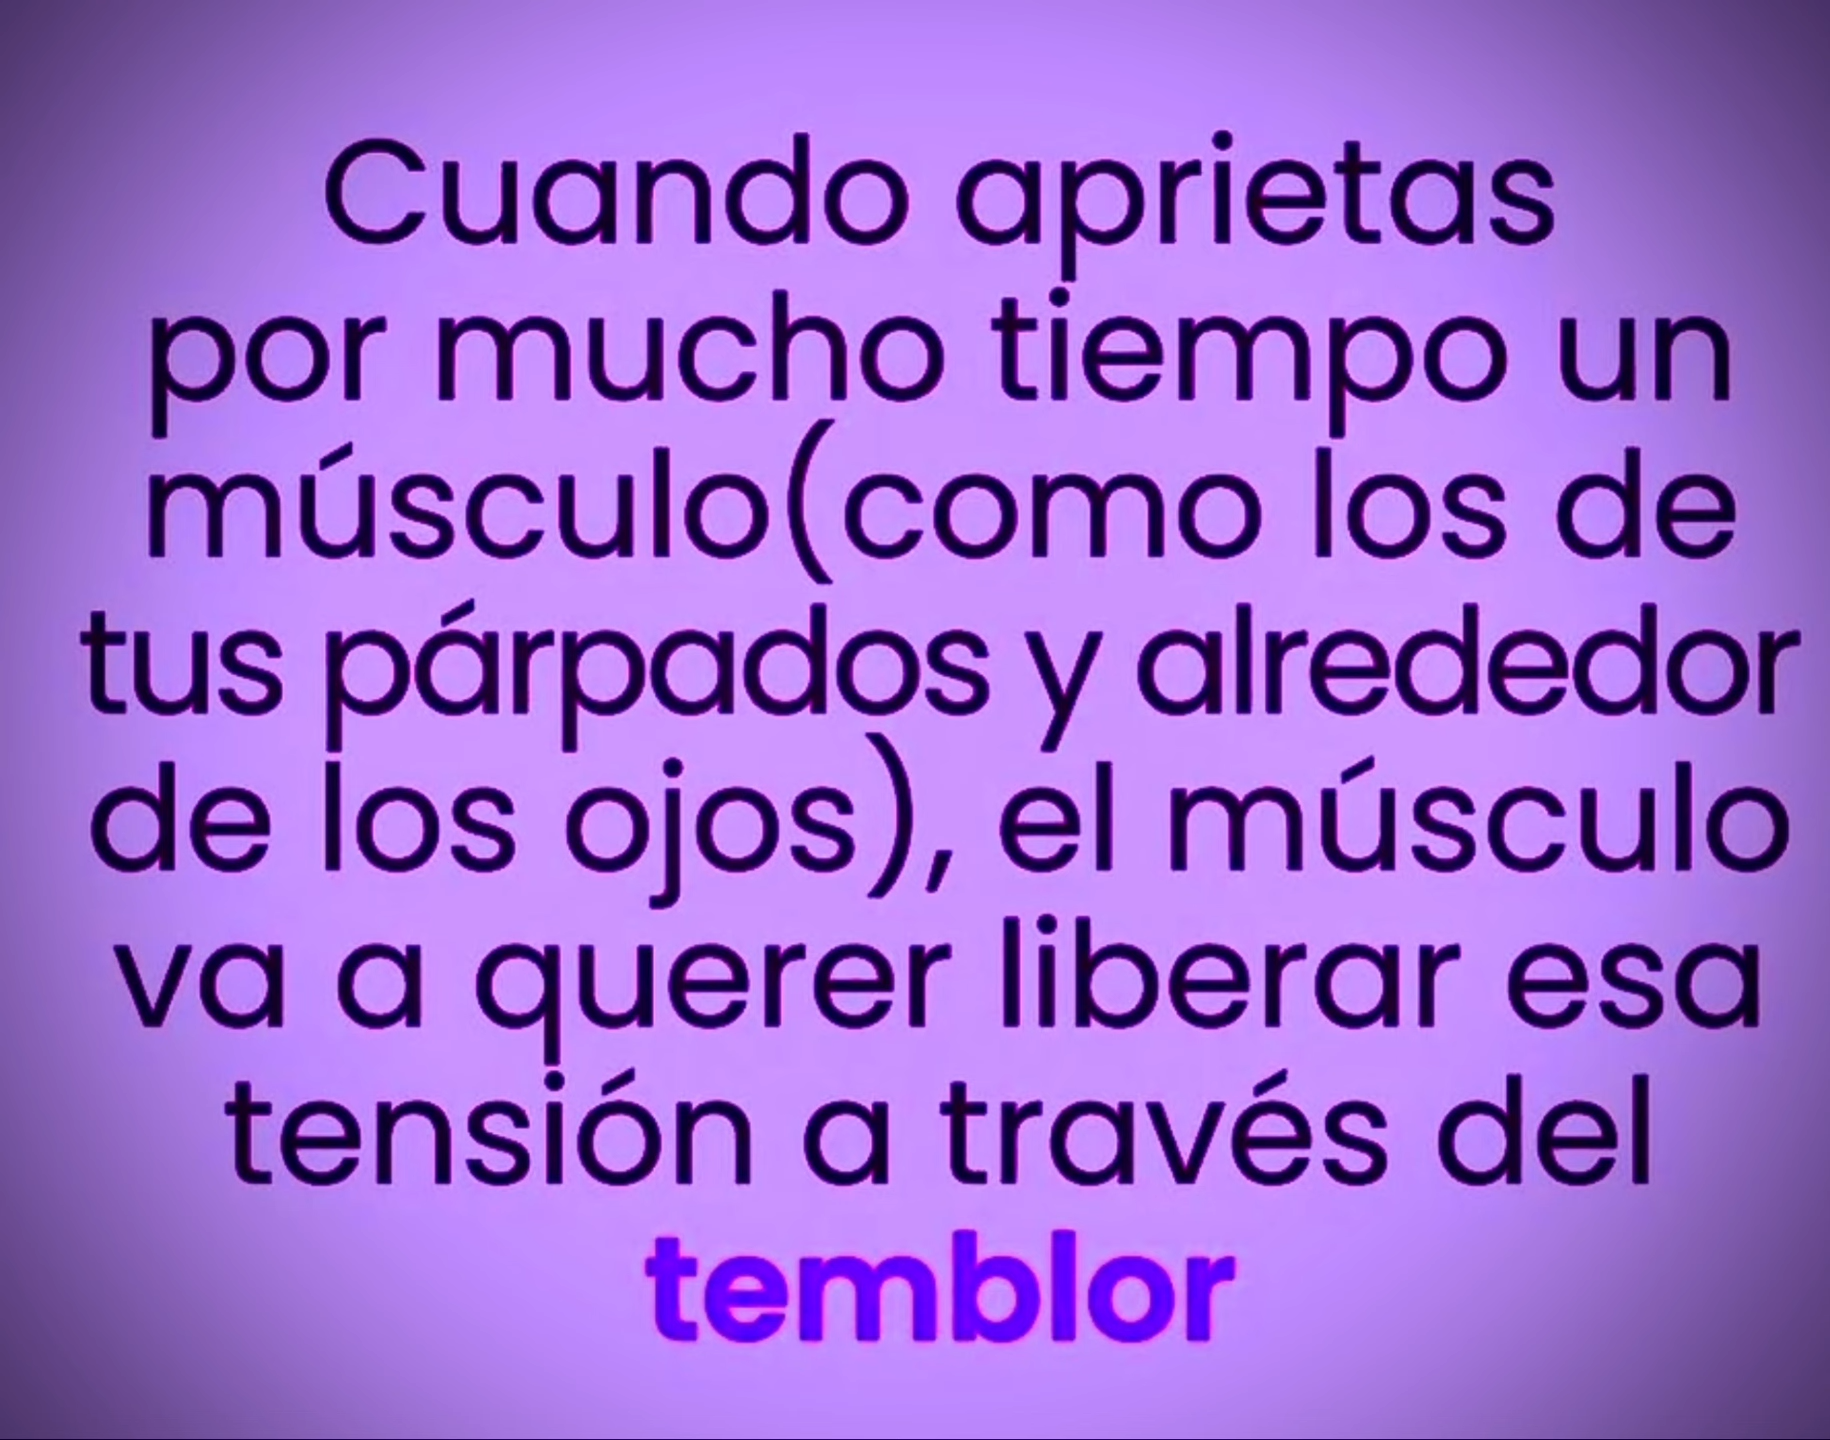 Cuando aprietas
por mucho tiempo un
músculo(como los de
tus párpados y alrededor
de los ojos), el músculo
va a querer liberar esa
tensión a través del
temblor